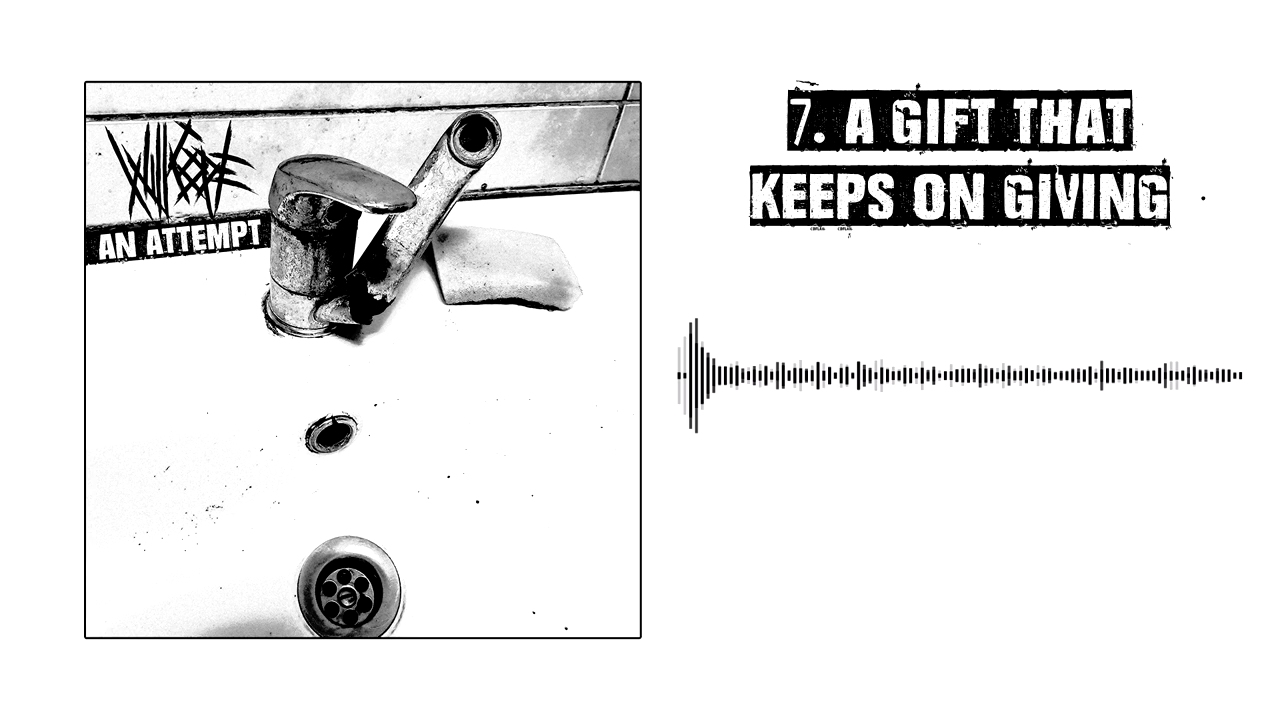 AN ATTEMPT
7. A GIFT THAT
KEEPS ON GIVING